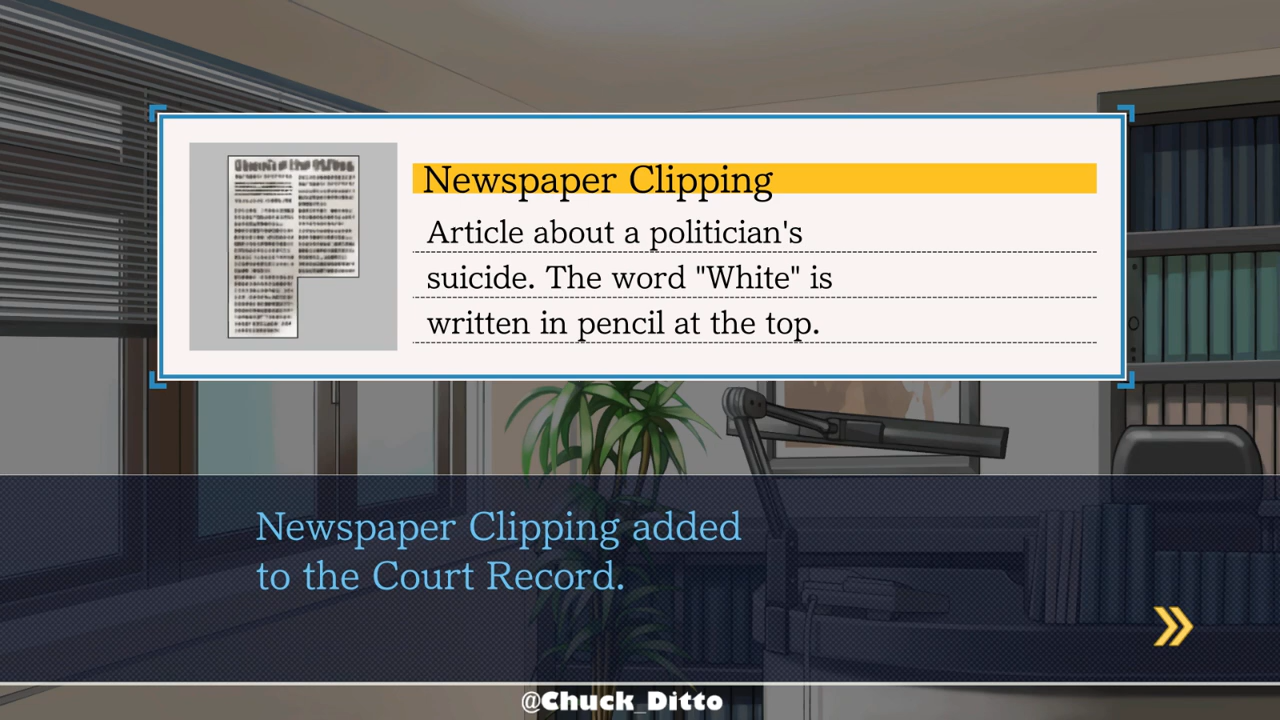 Newspaper Clipping
Article about a politician's
suicide. The word "White" is
written in pencil at the top.
Newspaper Clipping added
to the Court Record.
@Chuck_Ditto